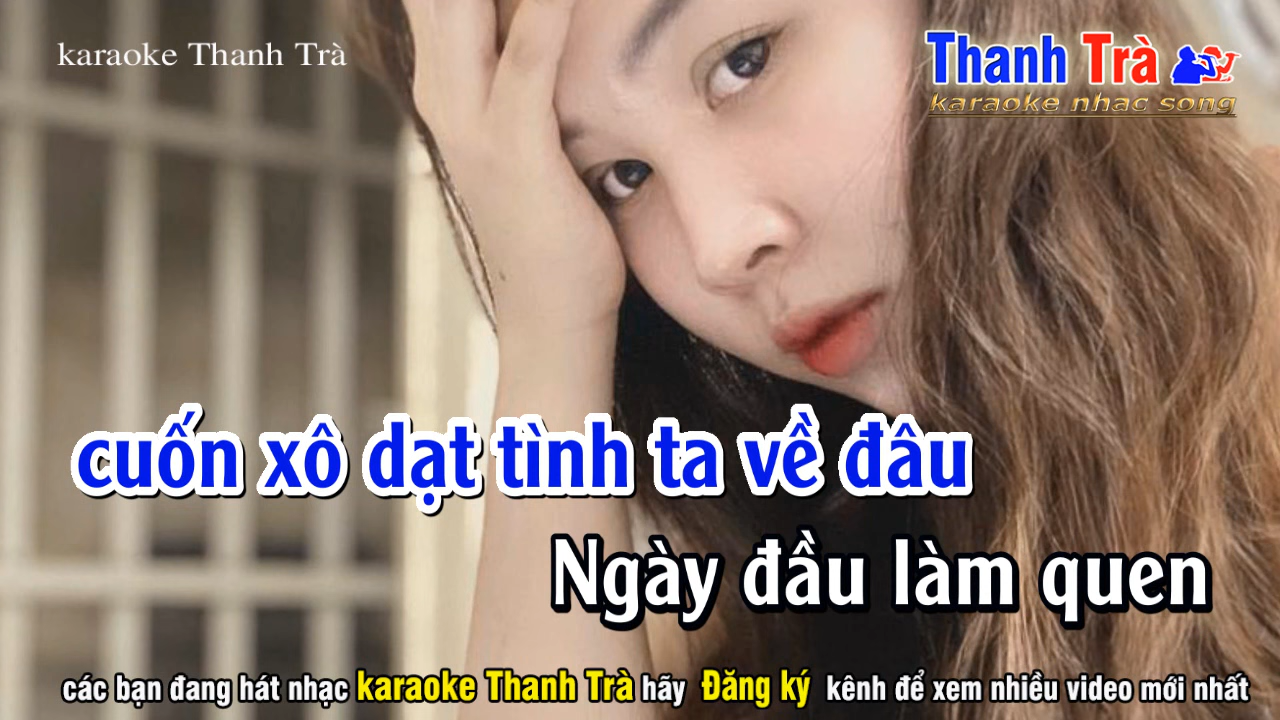 karaoke Thanh Trà
Thanh Trà
karaoke nhac song
cuốn xô dạt tình ta về đâu
Ngày đầu làm quen
các bạn đang hát nhạc karaoke Thanh Trà hãy Đăng ký kênh để xem nhiều video mới nhất